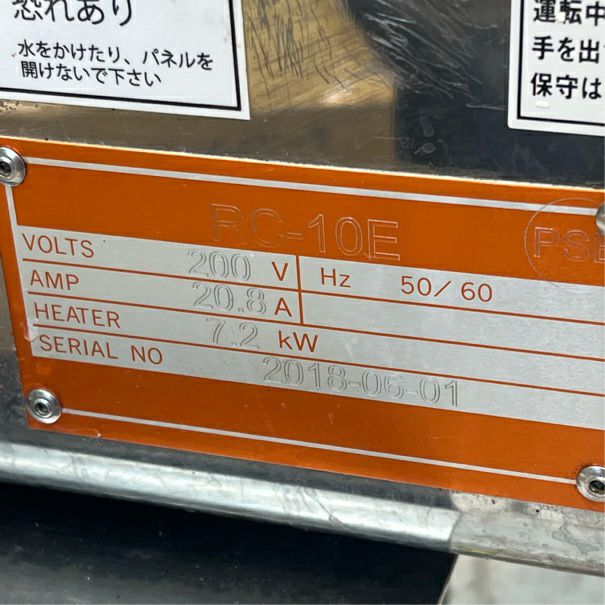 恐れあり
水をかけたり、パネルを
開けないで下さい
運転中
手を出
保守は
RC-10E
PSE
VOLTS 200 V Hz 50/60
AMP 20.8 A
HEATER 7.2 kW
SERIAL NO 2018-06-01